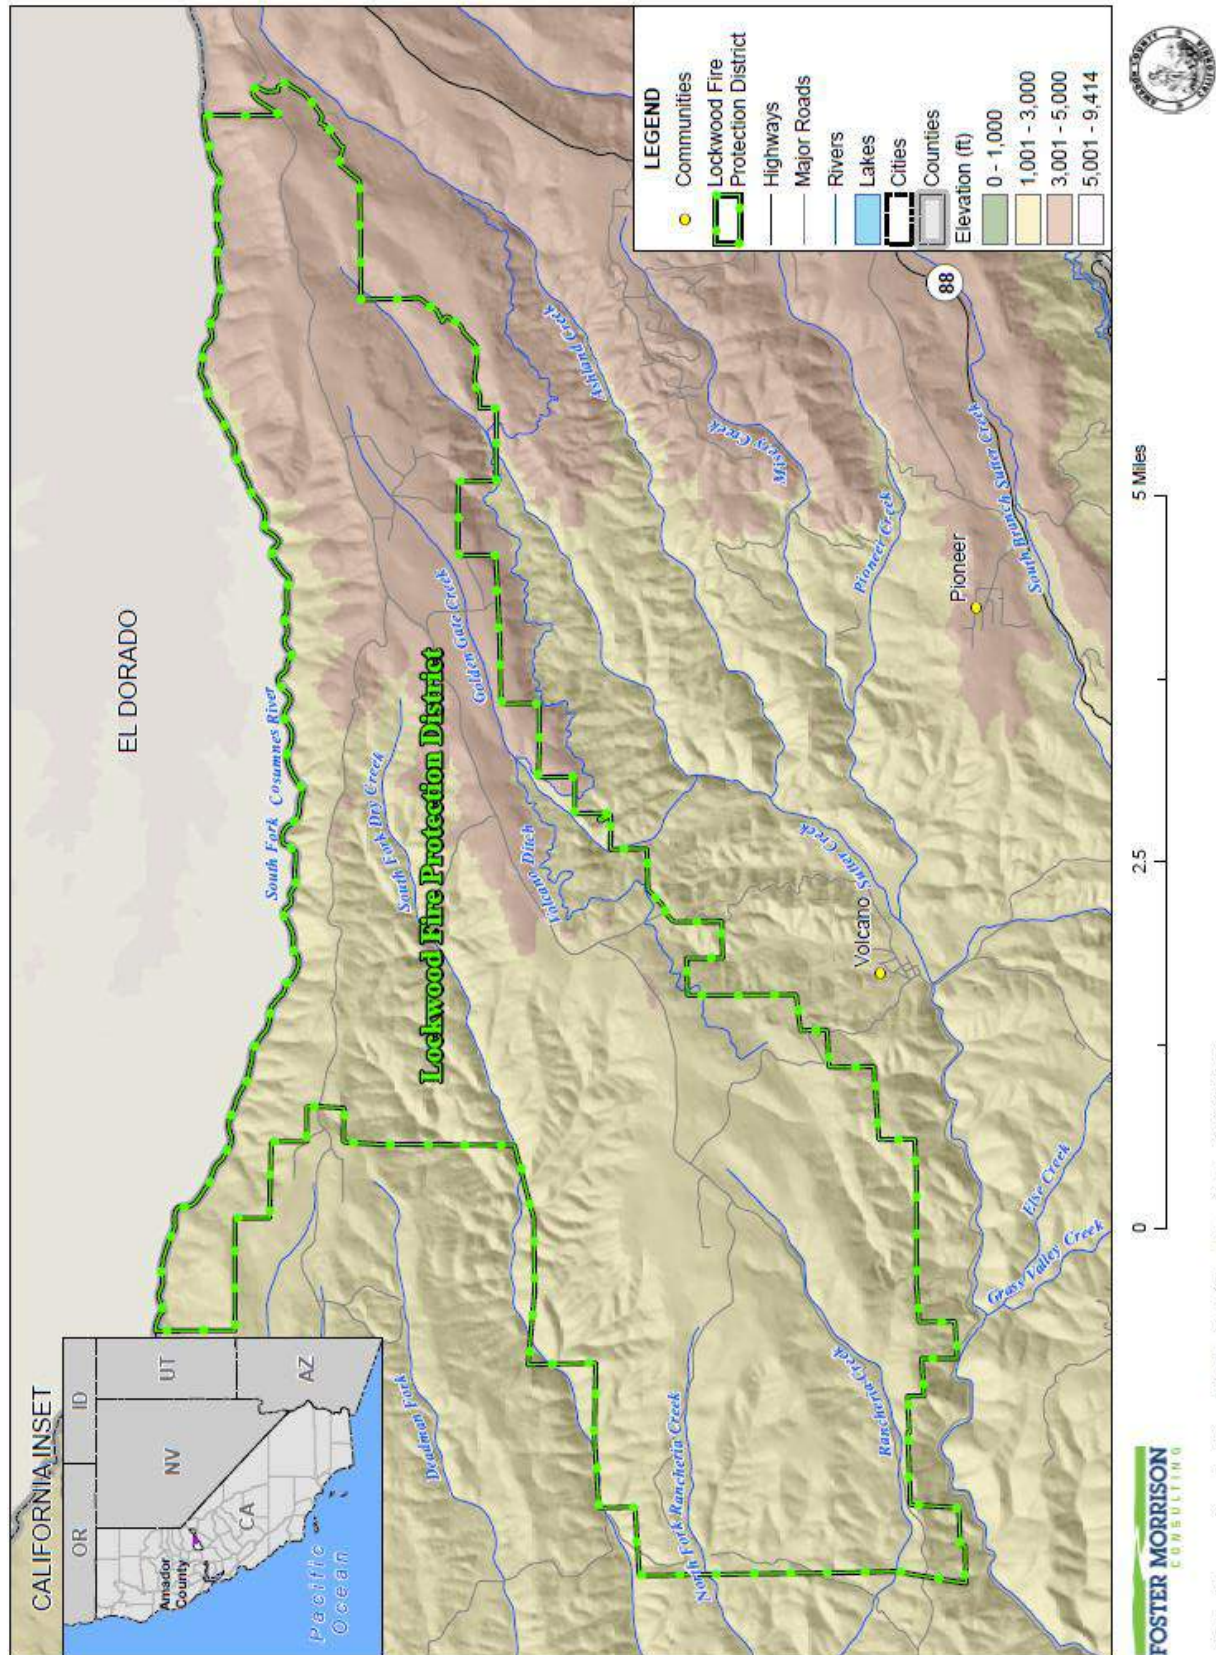 CALIFORNIA INSET
OR
ID
NV
UT
CA
AZ
Amador
County
Pacific
Ocean
EL DORADO
South Fork Cosumnes River
South Fork Dry Creek
Lockwood Fire Protection District
Golden Gate Creek
Volcano Ditch
Deadman Fork
North Fork Rancheria Creek
Rancheria Creek
Ashland Creek
Misery Creek
Pioneer Creek
Pioneer
South Branch Sutter Creek
Sutter Creek
Volcano
Else Creek
Grass Valley Creek
88
LEGEND
Communities
Lockwood Fire
Protection District
Highways
Major Roads
Rivers
Lakes
Cities
Counties
Elevation (ft)
0 - 1,000
1,001 - 3,000
3,001 - 5,000
5,001 - 9,414
0
2.5
5 Miles
FOSTER MORRISON
CONSULTING
AMADOR COUNTY
CALIFORNIA